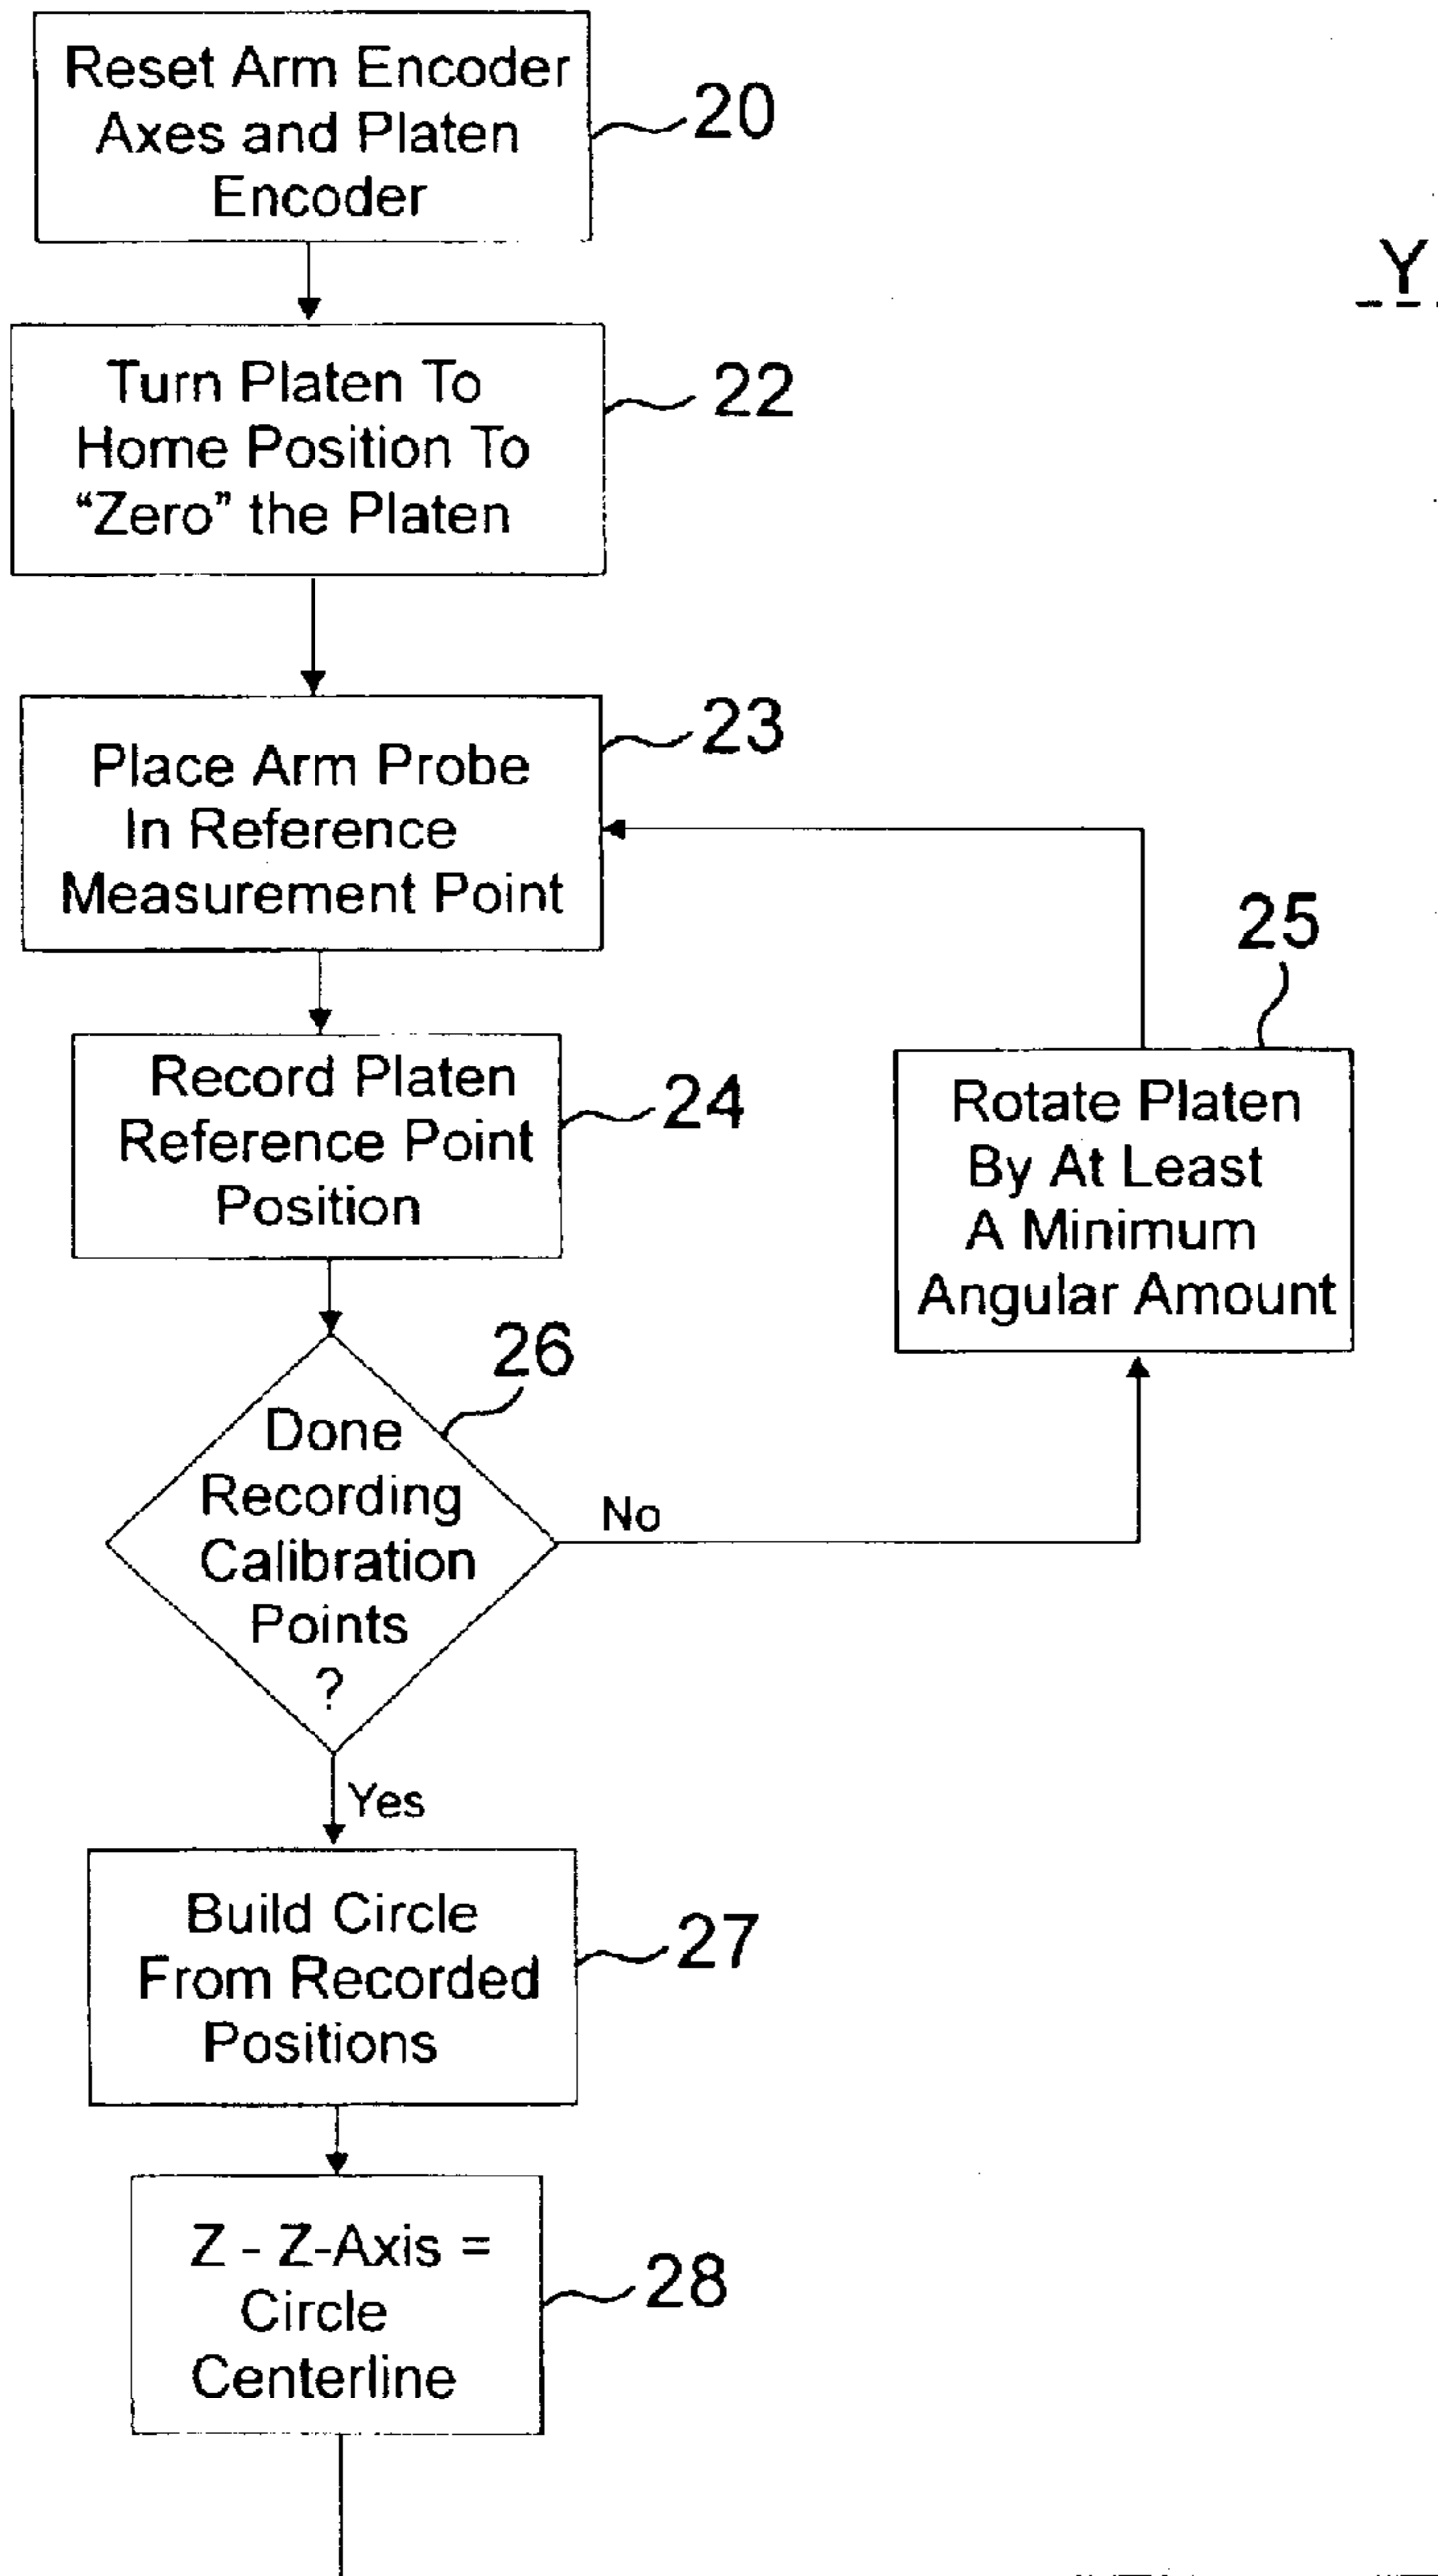 Reset Arm Encoder
Axes and Platen
Encoder
20
Y
Turn Platen To
Home Position To
“Zero” the Platen
22
Place Arm Probe
In Reference
Measurement Point
23
Record Platen
Reference Point
Position
24
Rotate Platen
By At Least
A Minimum
Angular Amount
25
Done
Recording
Calibration
Points
?
26
No
Yes
Build Circle
From Recorded
Positions
27
Z - Z-Axis =
Circle
Centerline
28